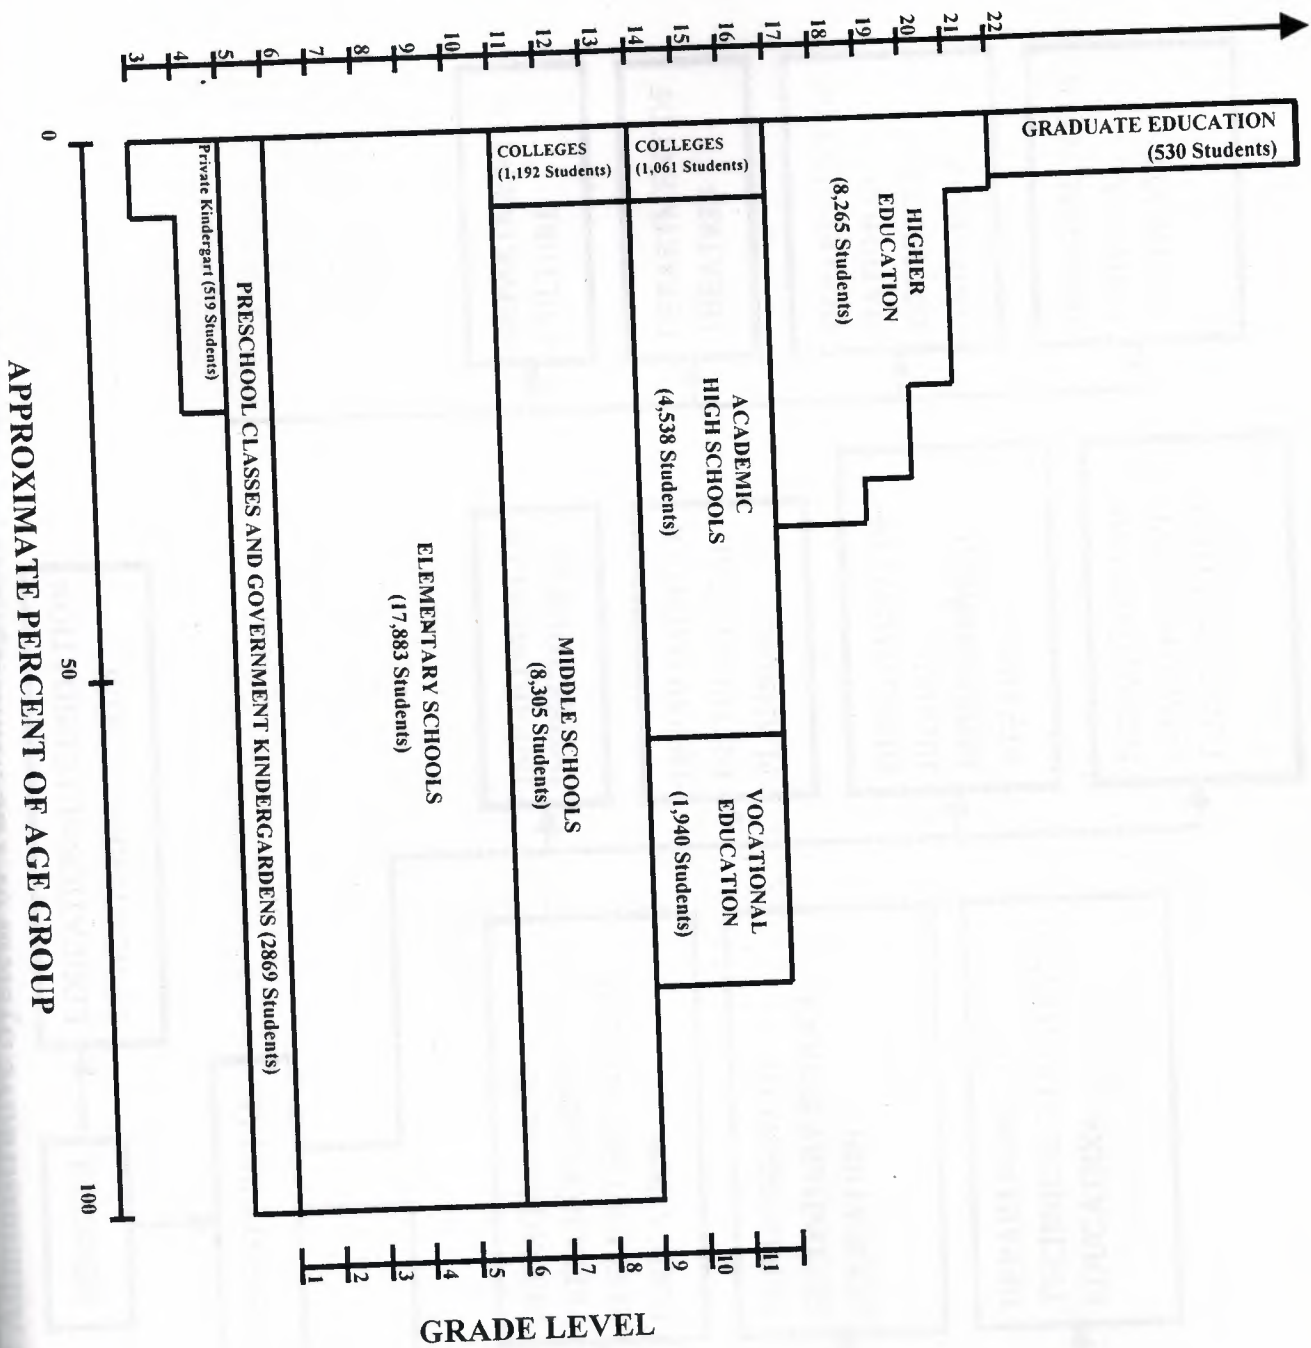 22
21
20
19
18
17
16
15
14
13
12
11
10
9
8
7
6
5
4
3
GRADUATE EDUCATION
(530 Students)
HIGHER
EDUCATION
(8,265 Students)
COLLEGES
(1,061 Students)
ACADEMIC
HIGH SCHOOLS
(4,538 Students)
VOCATIONAL
EDUCATION
(1,940 Students)
COLLEGES
(1,192 Students)
MIDDLE SCHOOLS
(8,305 Students)
ELEMENTARY SCHOOLS
(17,883 Students)
PRESCHOOL CLASSES AND GOVERNMENT KINDERGARDENS (2869 Students)
Private Kindergart (519 Students)
11
10
9
8
7
6
5
4
3
2
1
GRADE LEVEL
0
50
100
APPROXIMATE PERCENT OF AGE GROUP